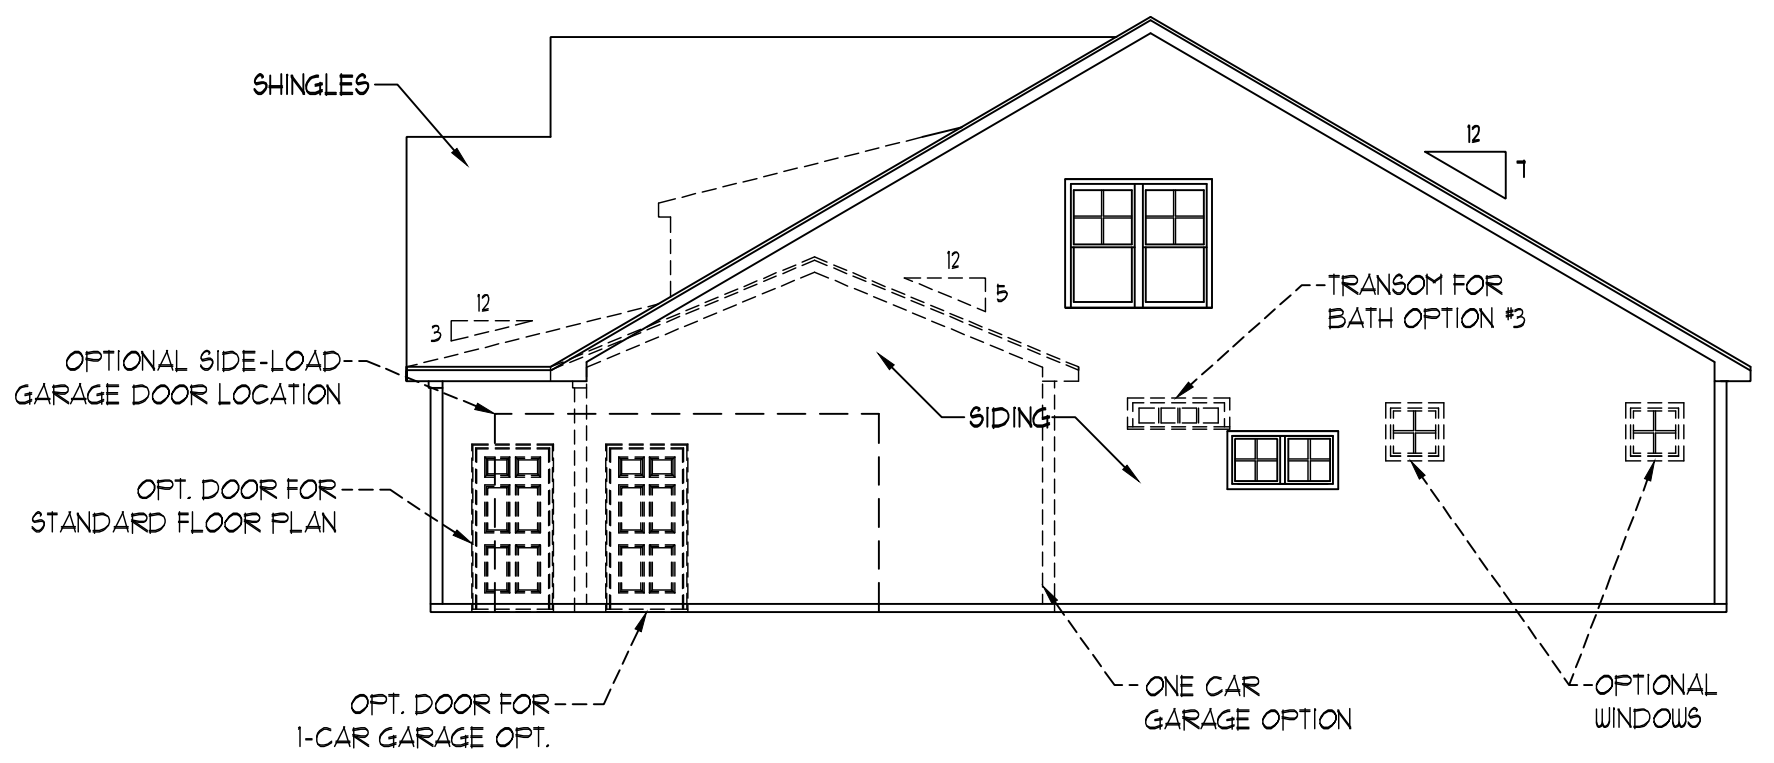 SHINGLES
12
7
12
5
TRANSOM FOR
BATH OPTION #3
12
3
OPTIONAL SIDE-LOAD
GARAGE DOOR LOCATION
SIDING
OPT. DOOR FOR
STANDARD FLOOR PLAN
ONE CAR
GARAGE OPTION
OPTIONAL
WINDOWS
OPT. DOOR FOR
1-CAR GARAGE OPT.